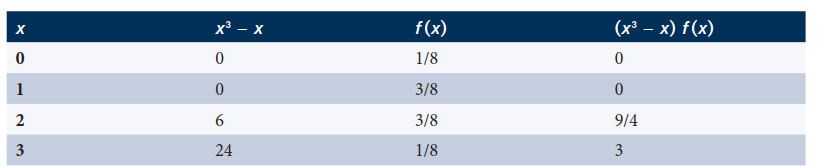 x x³ – x f(x) (x³ – x) f(x)
0 0 1/8 0
1 0 3/8 0
2 6 3/8 9/4
3 24 1/8 3